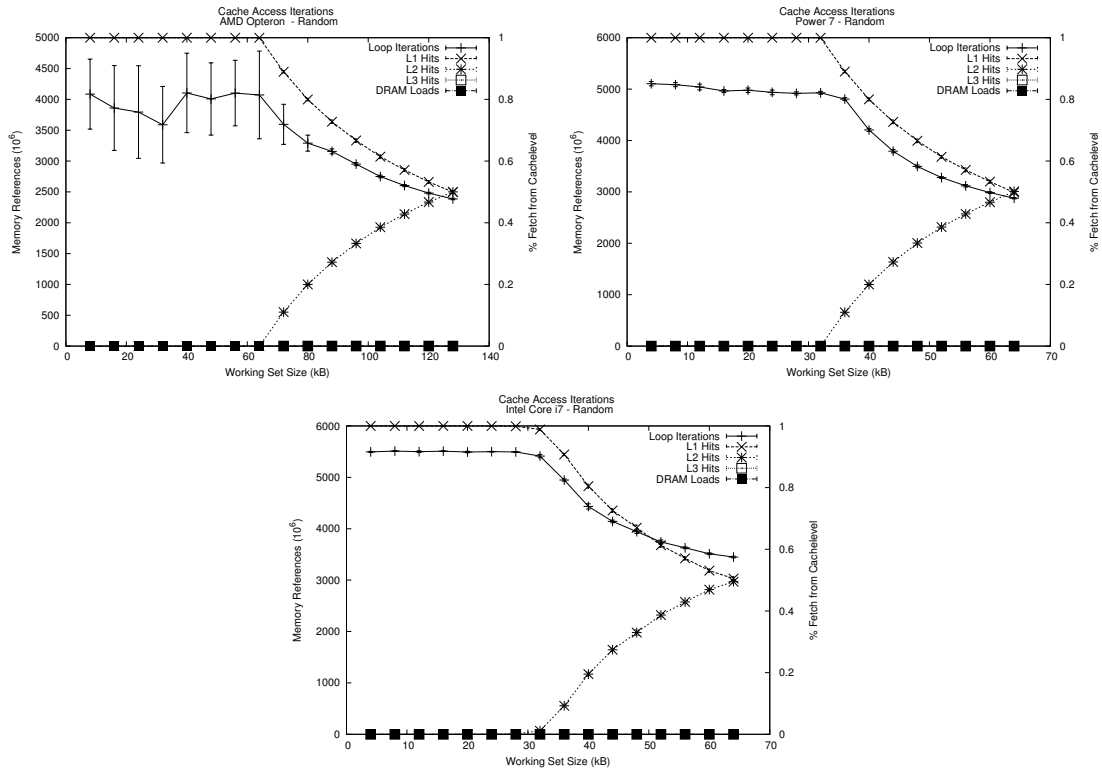 Cache Access Iterations
AMD Opteron - Random
5000
4500
4000
3500
3000
2500
2000
1500
1000
500
0
Memory References (10^6)
1
0.8
0.6
0.4
0.2
0
% Fetch from Cachelevel
0 20 40 60 80 100 120 140
Working Set Size (kB)
Loop Iterations
L1 Hits
L2 Hits
L3 Hits
DRAM Loads
Cache Access Iterations
Power 7 - Random
6000
5000
4000
3000
2000
1000
0
Memory References (10^6)
1
0.8
0.6
0.4
0.2
0
% Fetch from Cachelevel
0 10 20 30 40 50 60 70
Working Set Size (kB)
Loop Iterations
L1 Hits
L2 Hits
L3 Hits
DRAM Loads
Cache Access Iterations
Intel Core i7 - Random
6000
5000
4000
3000
2000
1000
0
Memory References (10^6)
1
0.8
0.6
0.4
0.2
0
% Fetch from Cachelevel
0 10 20 30 40 50 60 70
Working Set Size (kB)
Loop Iterations
L1 Hits
L2 Hits
L3 Hits
DRAM Loads